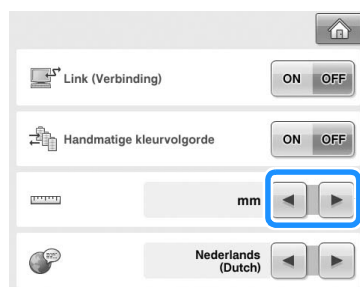 Link (Verbinding)
ON OFF
Handmatige kleurvolgorde
ON OFF
mm
Nederlands
(Dutch)